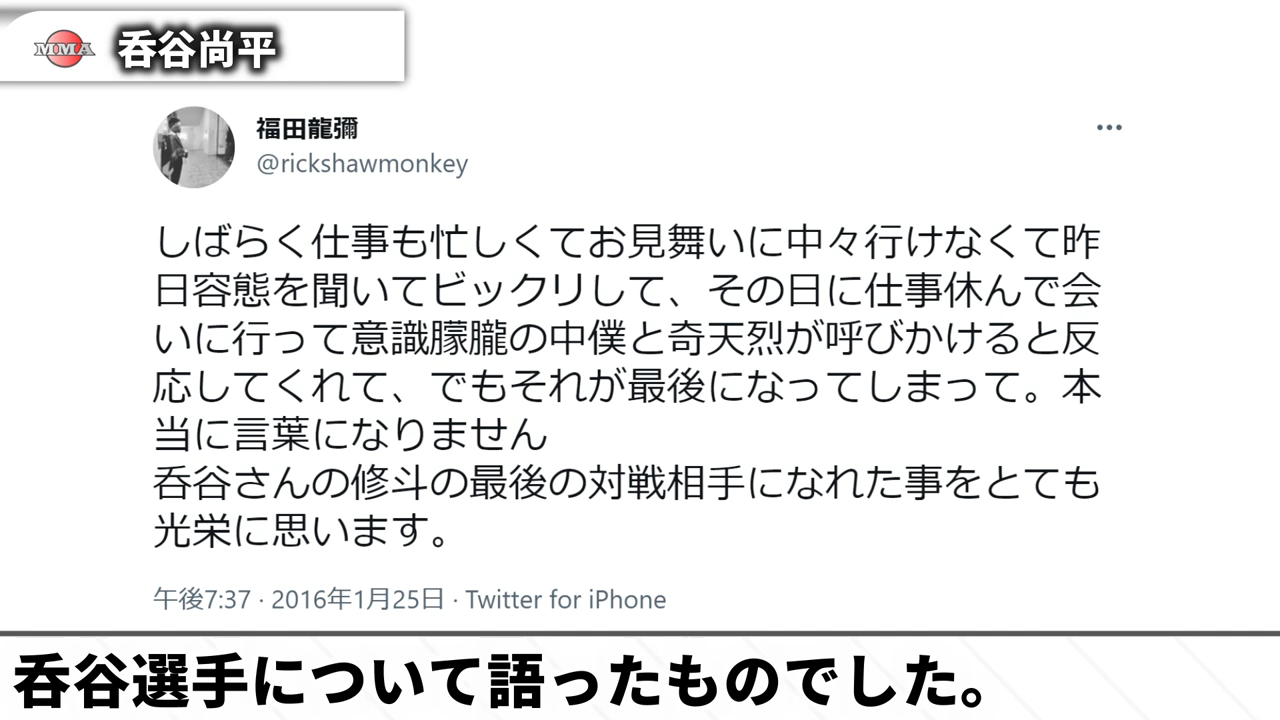 MMA 呑谷尚平
福田龍彌
@rickshawmonkey
しばらく仕事も忙しくてお見舞いに中々行けなくて昨
日容態を聞いてビックリして、その日に仕事休んで会
いに行って意識朦朧の中僕と奇天烈が呼びかけると反
応してくれて、でもそれが最後になってしまって。本
当に言葉になりません
呑谷さんの修斗の最後の対戦相手になれた事をとても
光栄に思います。
午後7:37 · 2016年1月25日 · Twitter for iPhone
呑谷選手について語ったものでした。